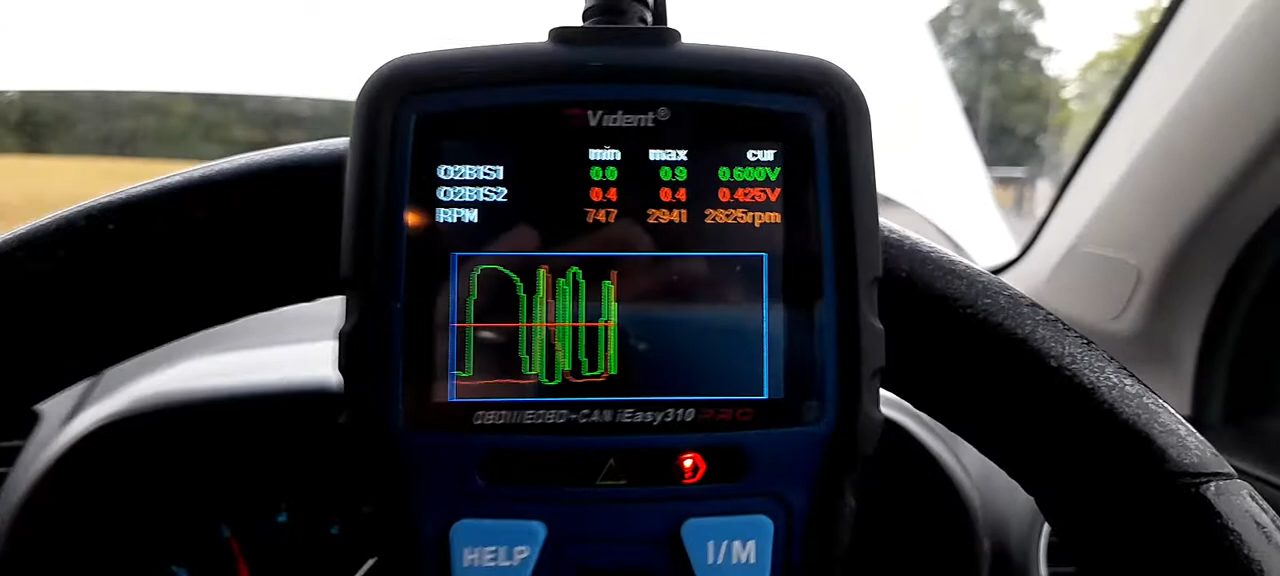 Vident®
min max cur
O2B1S1 0.0 0.9 0.600V
O2B1S2 0.4 0.4 0.425V
RPM 747 2941 2825rpm
OBDII/EOBD+CAN iEasy310 PRO
HELP I/M